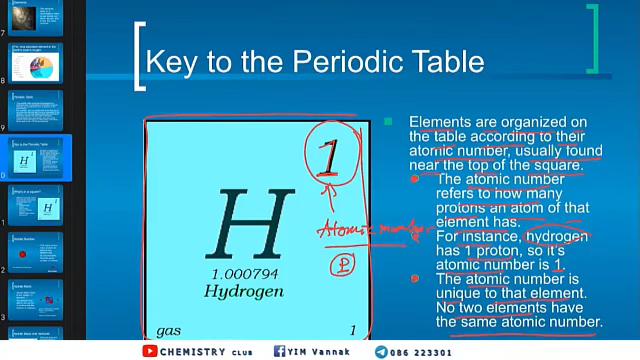 Key to the Periodic Table
1
Atomic number
P
H
1.000794
Hydrogen
gas
1
Elements are organized on
the table according to their
atomic number, usually found
near the top of the square.
The atomic number
refers to how many
protons an atom of that
element has.
For instance, hydrogen
has 1 proton, so it's
atomic number is 1.
The atomic number is
unique to that element.
No two elements have
the same atomic number.
CHEMISTRY CLUB
YIM Vannak
086 223301